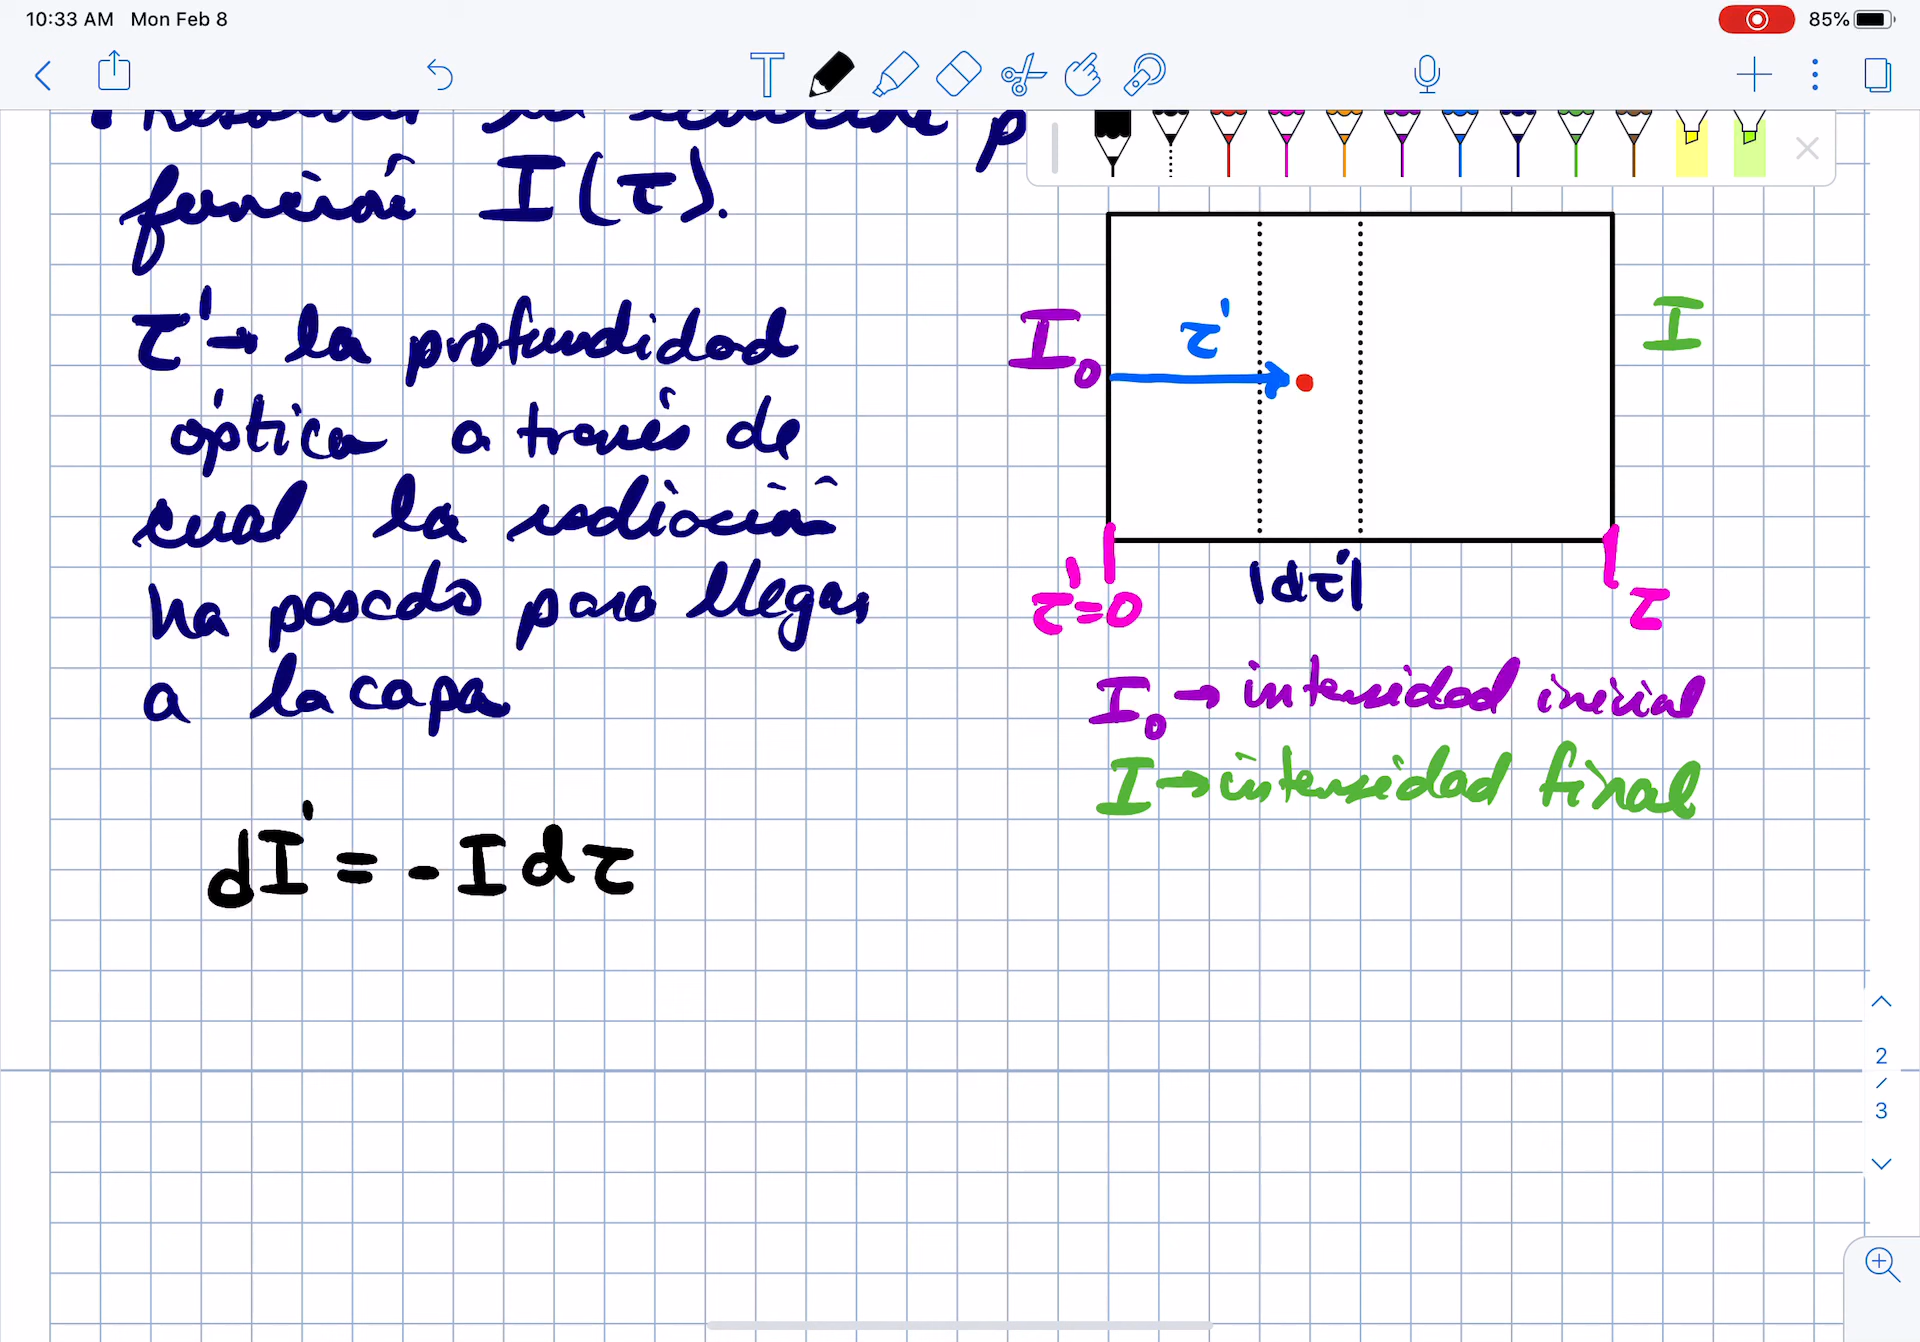 10:33 AM Mon Feb 8
85%
función I(τ).
τ' → la profundidad
óptica a través de
cual la radiación
ha pasado para llegar
a la capa
dI' = - I dτ
I₀
τ'
I
τ'=0
|dτ'|
τ
I₀ → intensidad inicial
I → intensidad final
2
/
3